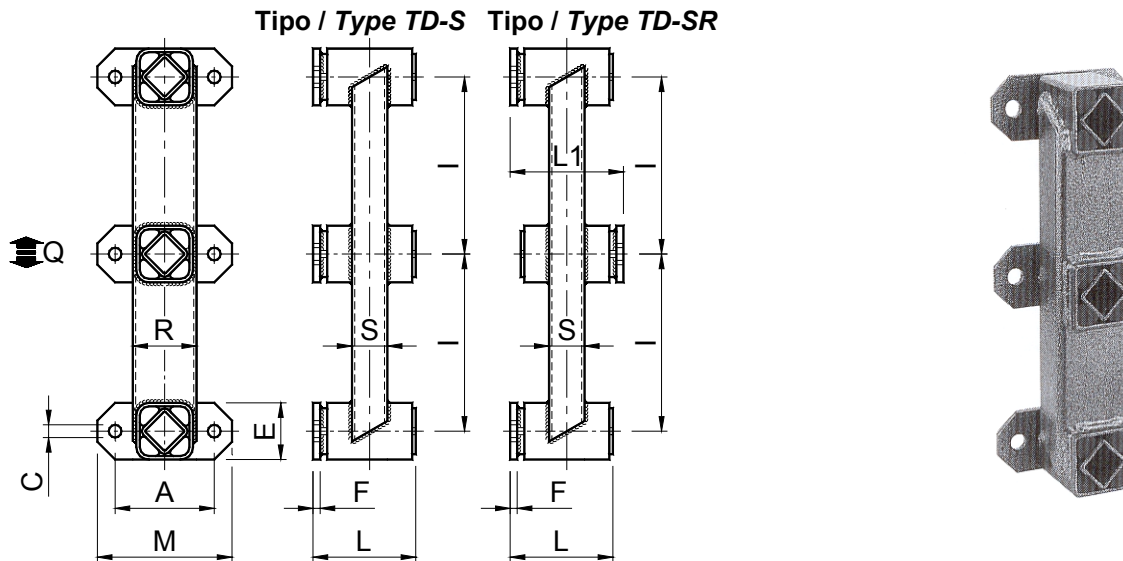 Tipo / Type TD-S
Tipo / Type TD-SR
Q
R
S
S
L1
I
I
I
I
E
C
A
M
F
L
F
L